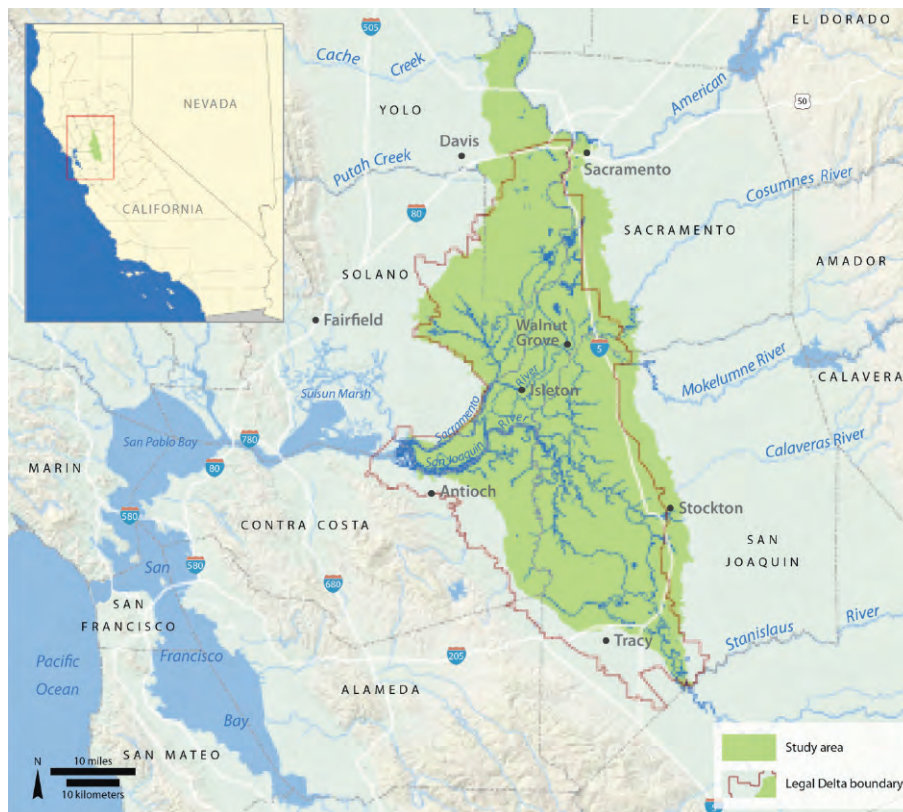 EL DORADO
505
Cache
Creek
American
50
NEVADA
YOLO
Davis
Sacramento
Putah Creek
Cosumnes River
80
CALIFORNIA
SACRAMENTO
AMADOR
SOLANO
Fairfield
Walnut
Grove
5
Mokelumne River
CALAVERA
River
Isleton
Suisun Marsh
Sacramento
River
San Pablo Bay
780
Calaveras River
San Joaquin
MARIN
80
Antioch
Stockton
580
CONTRA COSTA
SAN
JOAQUIN
San
580
680
SAN
FRANCISCO
Stanislaus
River
Tracy
Francisco
205
Pacific
Ocean
ALAMEDA
Bay
Study area
SAN MATEO
N
10 miles
10 kilometers
Legal Delta boundary